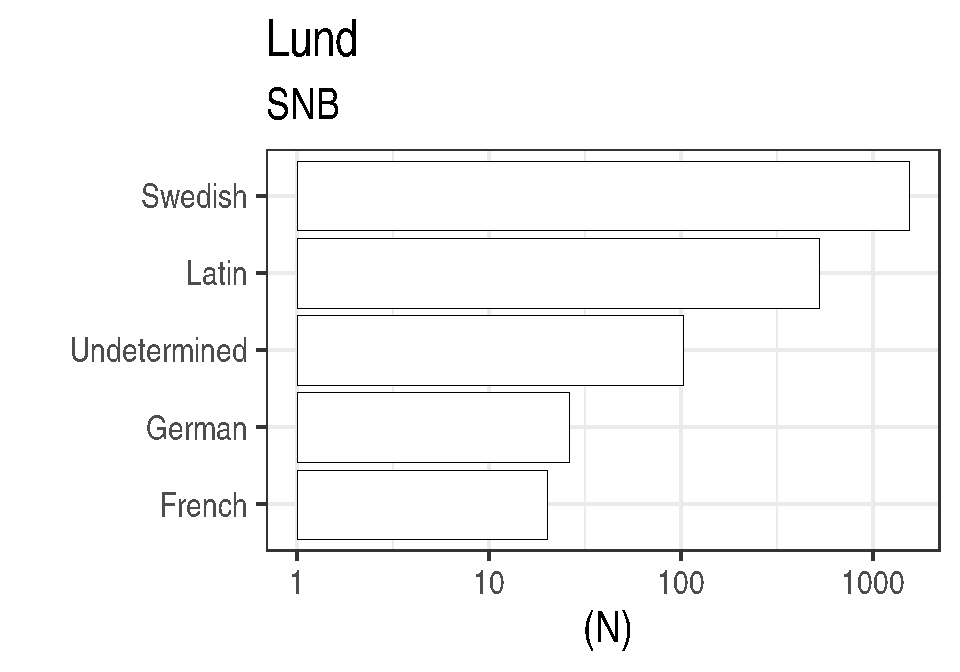 Lund
SNB
Swedish
Latin
Undetermined
German
French
1 10 100 1000
(N)